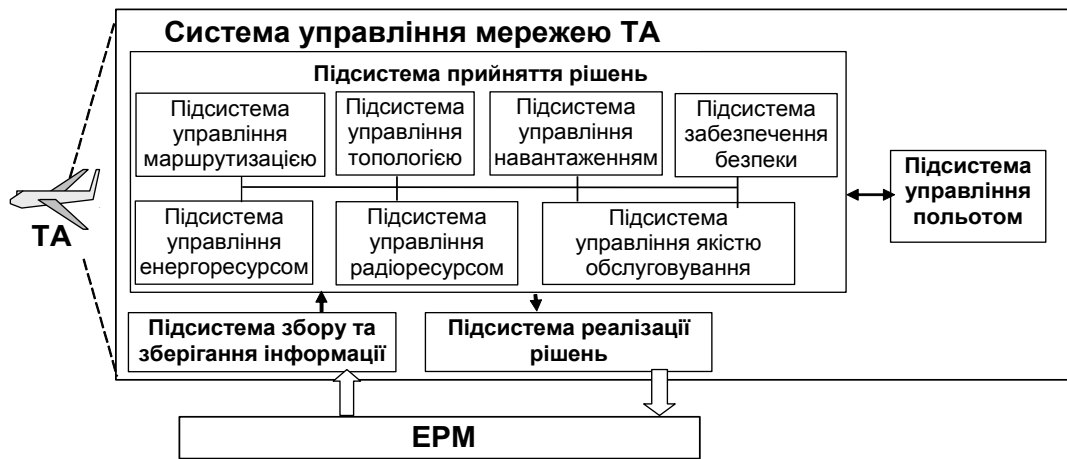 Система управління мережею ТА
Підсистема прийняття рішень
Підсистема
управління
маршрутизацією
Підсистема
управління
топологією
Підсистема
управління
навантаженням
Підсистема
забезпечення
безпеки
Підсистема
управління
енергоресурсом
Підсистема
управління
радіоресурсом
Підсистема
управління якістю
обслуговування
Підсистема
управління
польотом
ТА
Підсистема збору та
зберігання інформації
Підсистема реалізації
рішень
ЕРМ